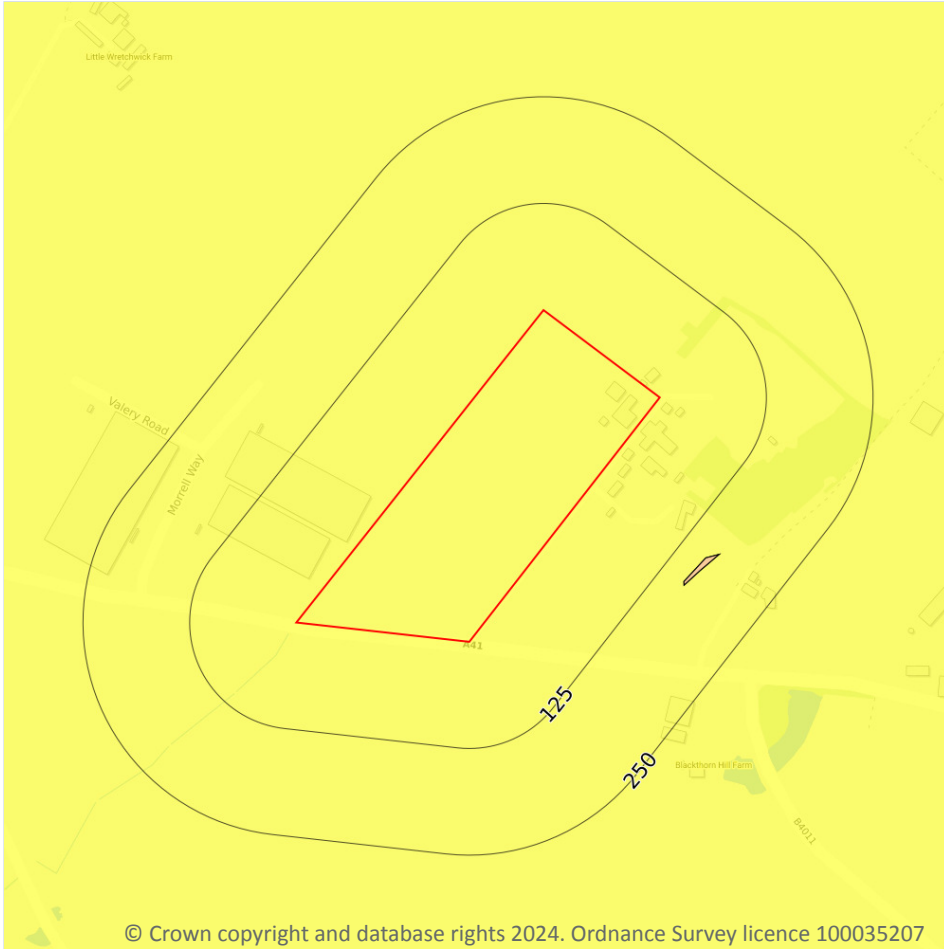 Little Wretchwick Farm
Valery Road
Morrell Way
A41
125
250
Blackthorn Hill Farm
B4011
© Crown copyright and database rights 2024. Ordnance Survey licence 100035207